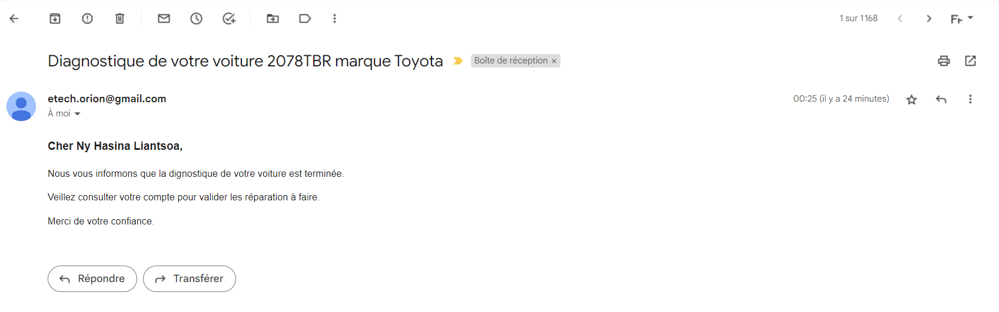 1 sur 1168
Diagnostique de votre voiture 2078TBR marque Toyota
Boîte de réception ×
etech.orion@gmail.com
00:25 (il y a 24 minutes)
À moi
Cher Ny Hasina Liantsoa,
Nous vous informons que la dignostique de votre voiture est terminée.
Veillez consulter votre compte pour valider les réparation à faire.
Merci de votre confiance.
Répondre
Transférer